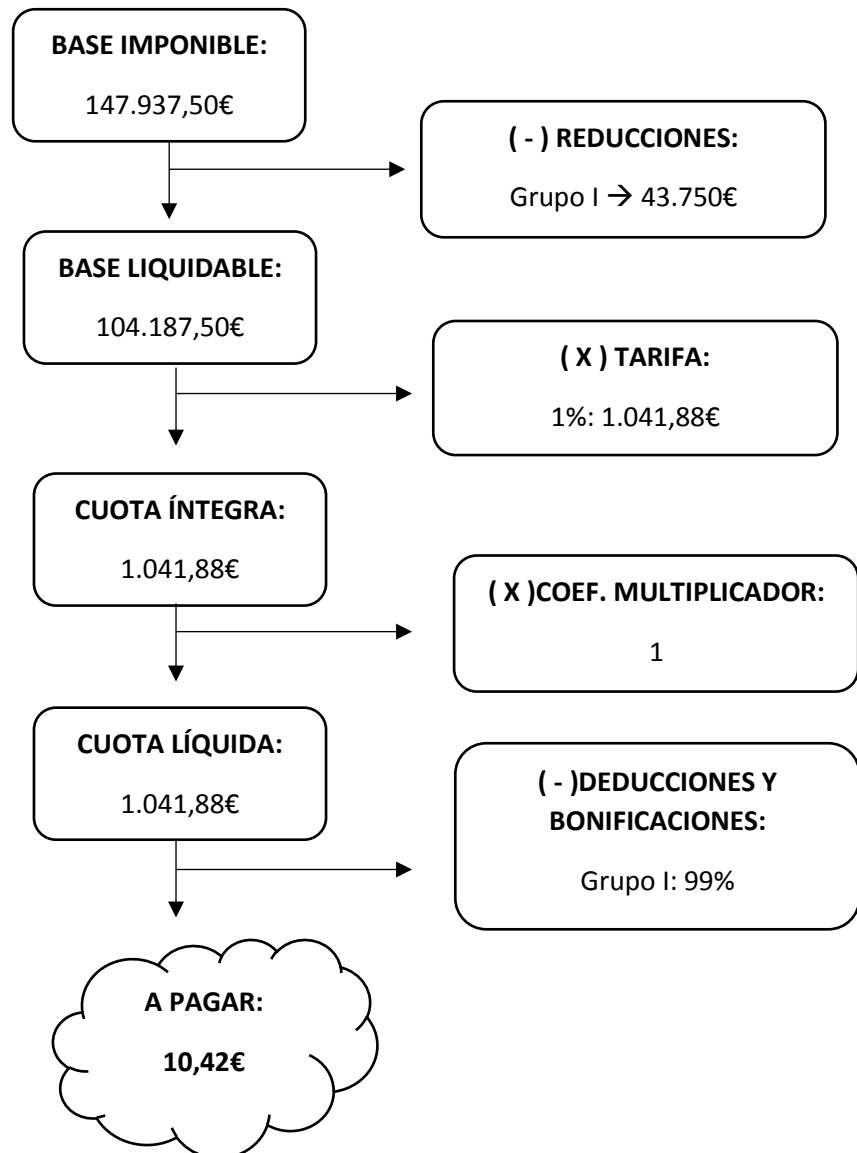 BASE IMPONIBLE:
147.937,50€
( - ) REDUCCIONES:
Grupo I → 43.750€
BASE LIQUIDABLE:
104.187,50€
( X ) TARIFA:
1%: 1.041,88€
CUOTA ÍNTEGRA:
1.041,88€
( X )COEF. MULTIPLICADOR:
1
CUOTA LÍQUIDA:
1.041,88€
( - )DEDUCCIONES Y
BONIFICACIONES:
Grupo I: 99%
A PAGAR:
10,42€